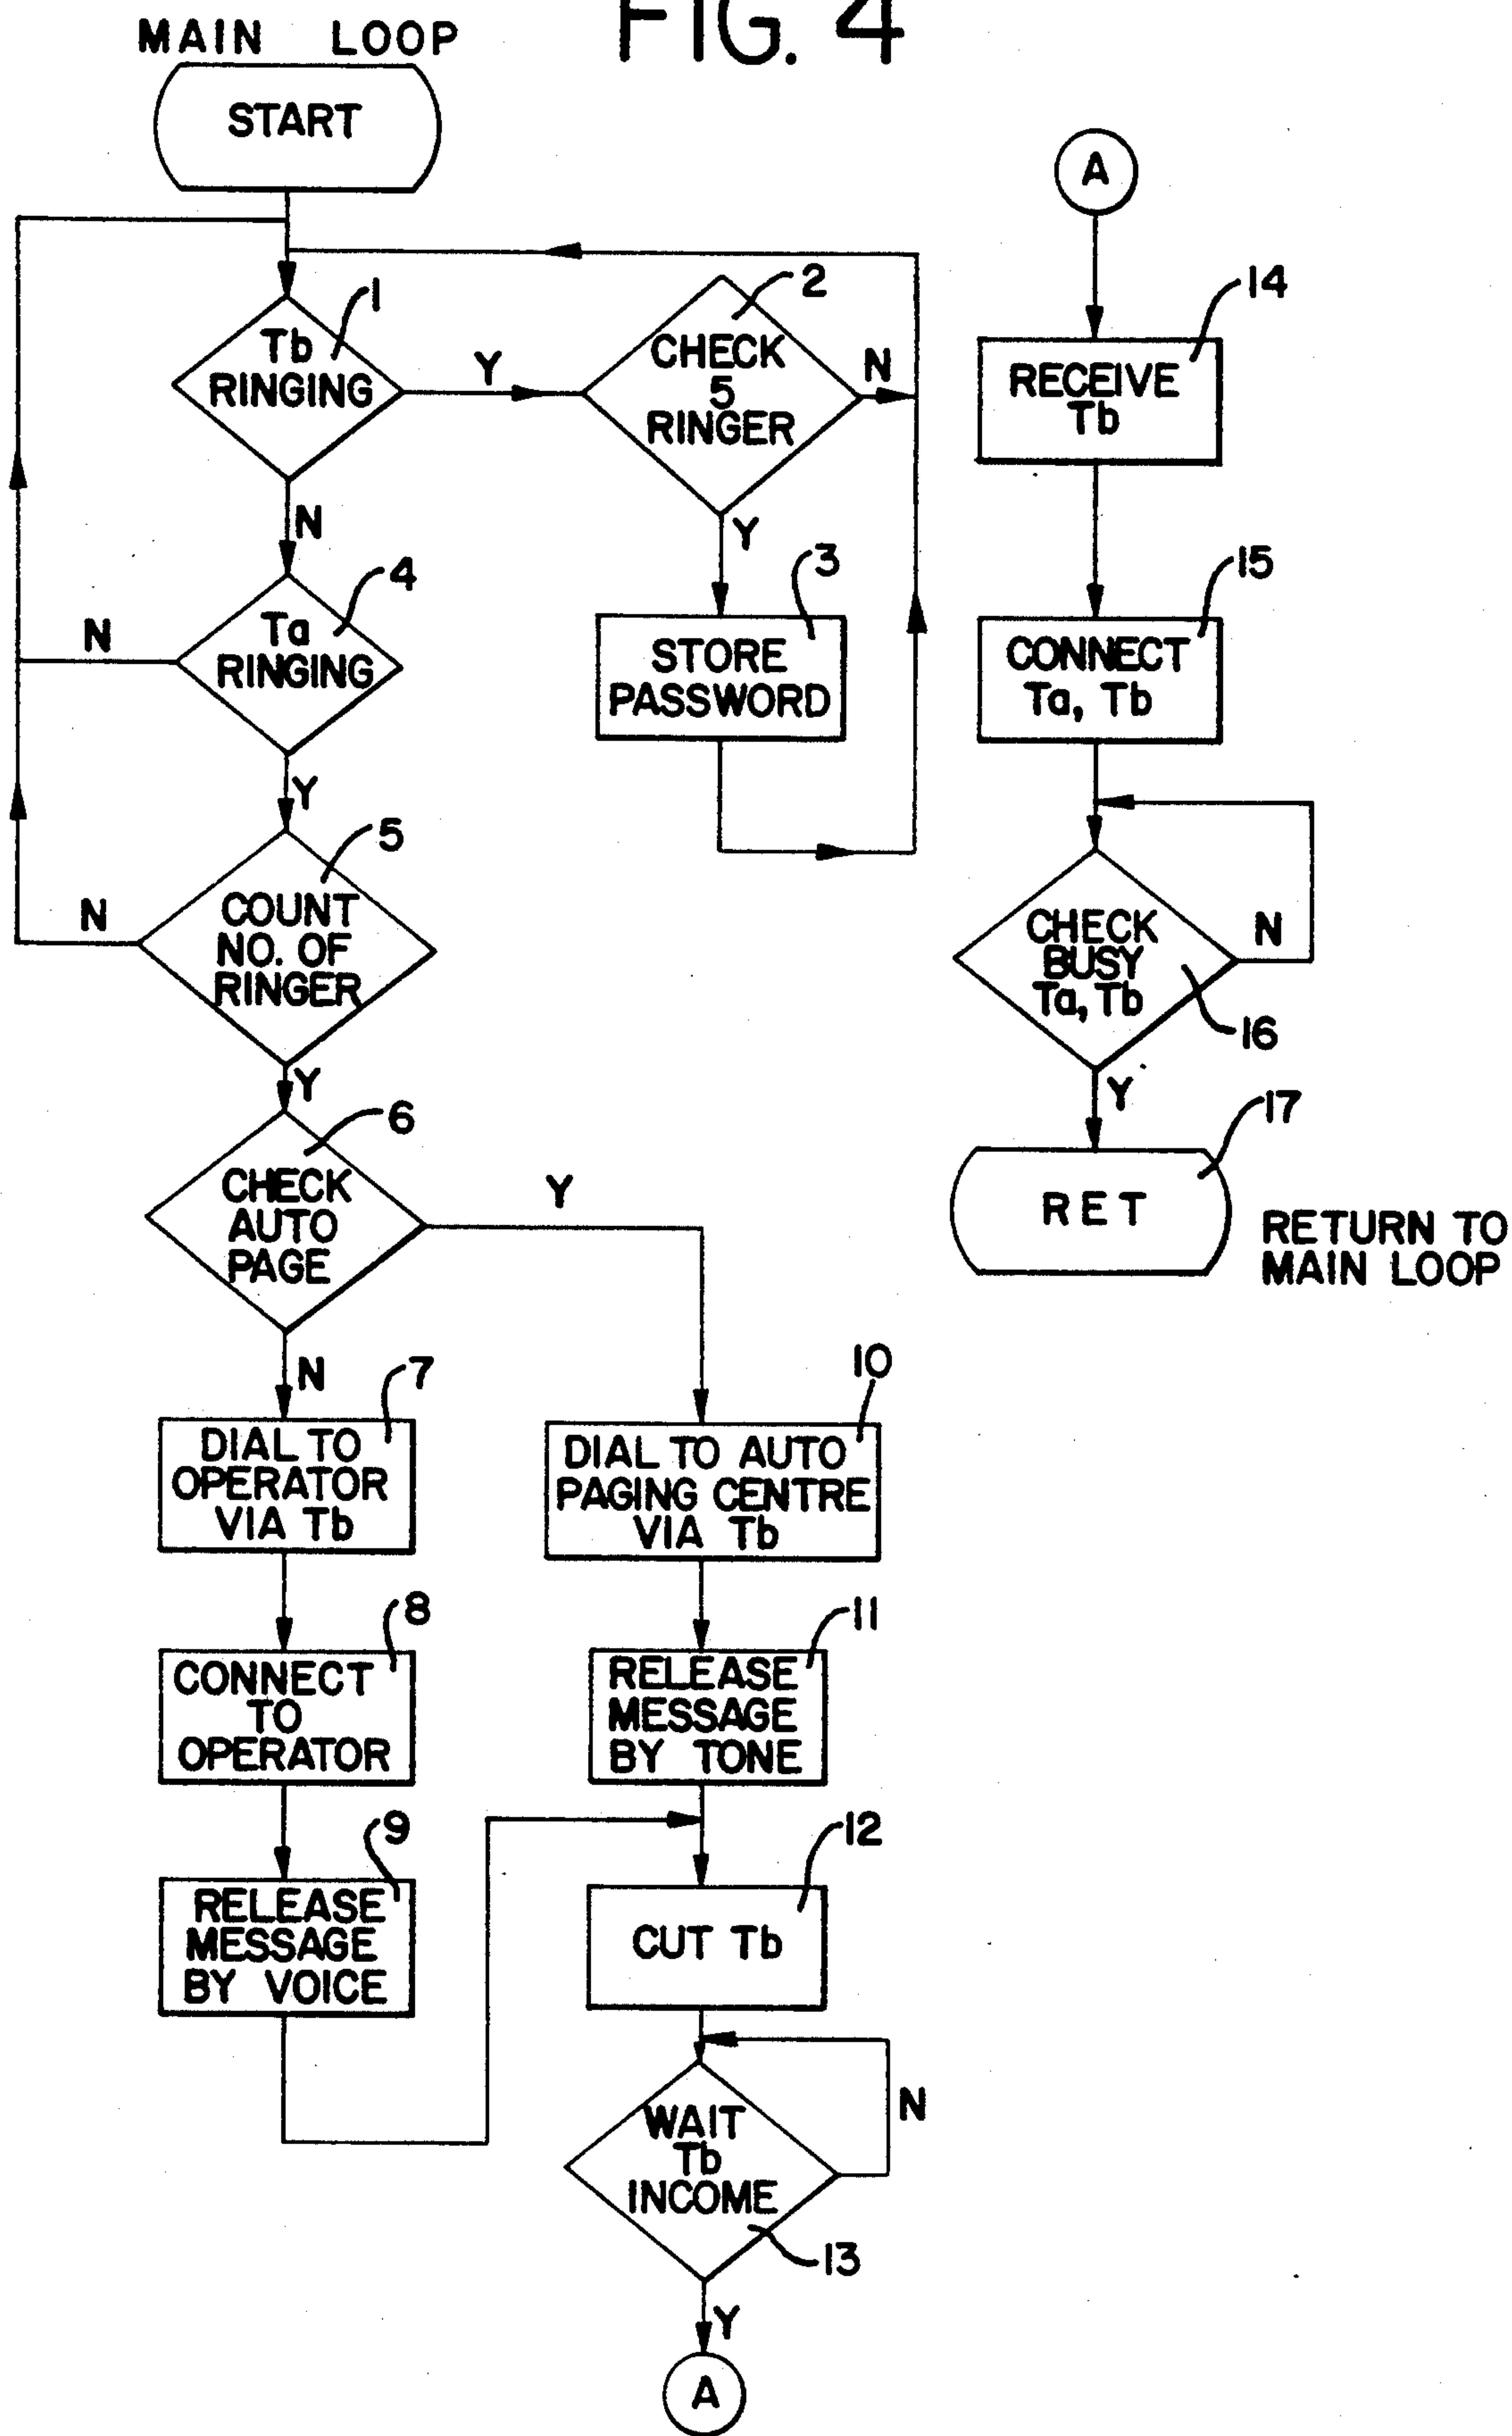 FIG. 4
MAIN LOOP
START
1
Tb
RINGING
Y
N
2
CHECK
5
RINGER
N
Y
3
STORE
PASSWORD
4
Ta
RINGING
N
Y
5
COUNT
NO. OF
RINGER
N
Y
6
CHECK
AUTO
PAGE
Y
N
7
DIAL TO
OPERATOR
VIA Tb
8
CONNECT
TO
OPERATOR
9
RELEASE
MESSAGE
BY VOICE
10
DIAL TO AUTO
PAGING CENTRE
VIA Tb
11
RELEASE
MESSAGE
BY TONE
12
CUT Tb
WAIT
Tb
INCOME
N
13
Y
A
A
14
RECEIVE
Tb
15
CONNECT
Ta, Tb
CHECK
BUSY
Ta, Tb
N
16
Y
17
RET
RETURN TO
MAIN LOOP